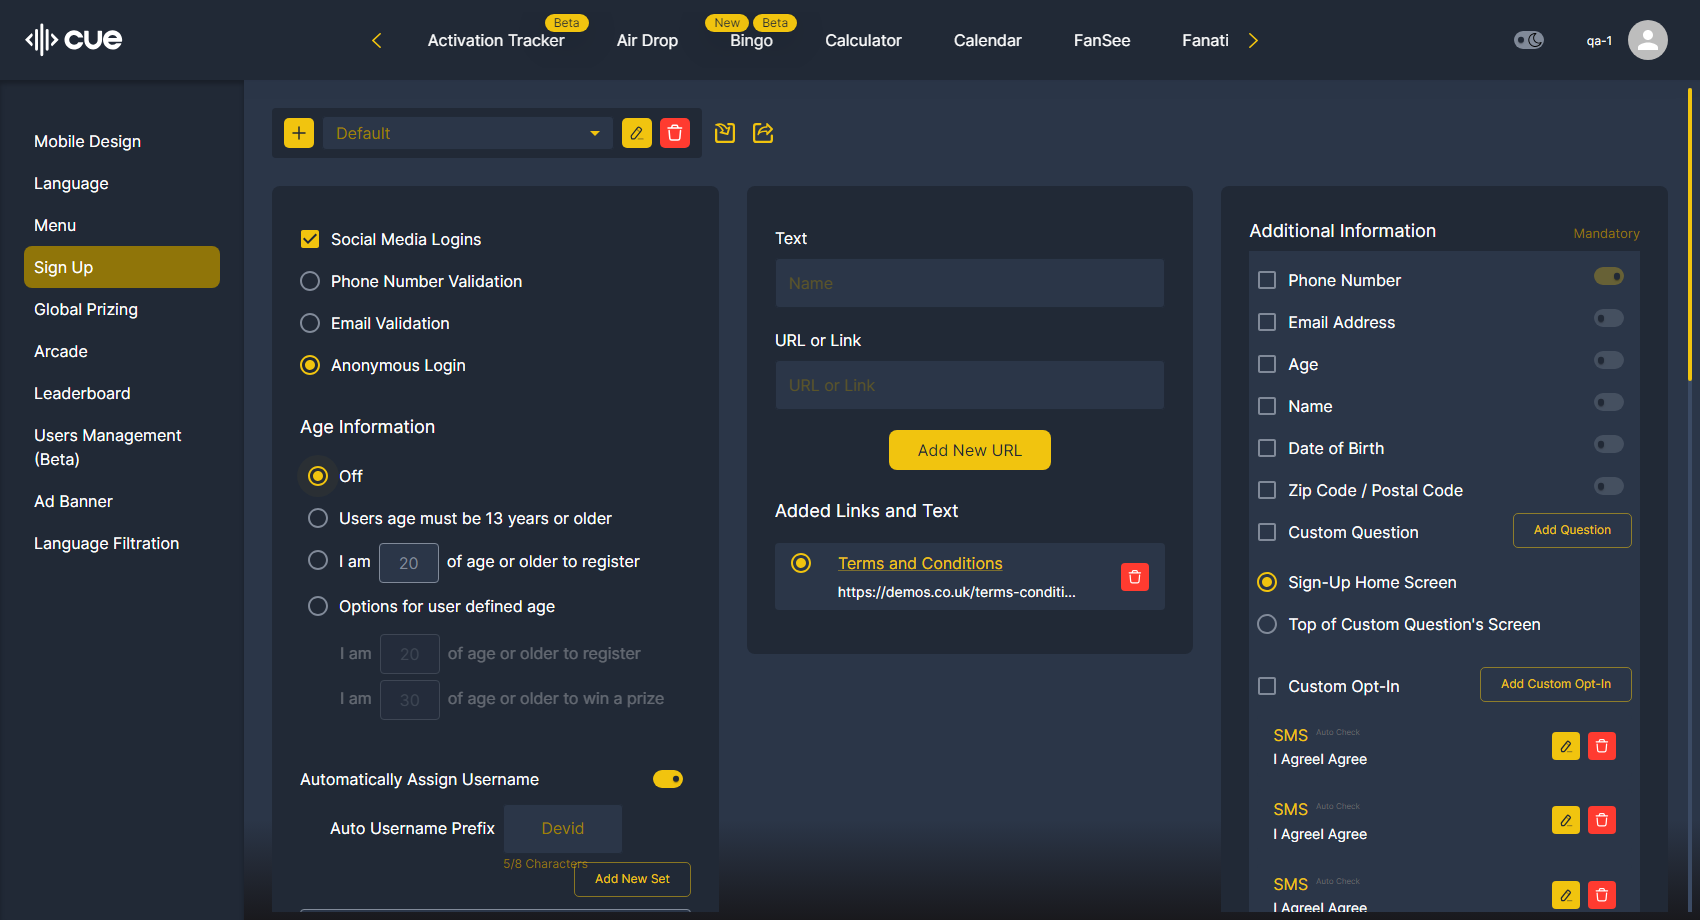 cue
Activation Tracker
Beta
Air Drop
New
Beta
Bingo
Calculator
Calendar
FanSee
Fanati
qa-1
Mobile Design
Language
Menu
Sign Up
Global Prizing
Arcade
Leaderboard
Users Management
(Beta)
Ad Banner
Language Filtration
Default
Social Media Logins
Phone Number Validation
Email Validation
Anonymous Login
Age Information
Off
Users age must be 13 years or older
I am 20 of age or older to register
Options for user defined age
I am 20 of age or older to register
I am 30 of age or older to win a prize
Automatically Assign Username
Auto Username Prefix Devid
5/8 Characters
Add New Set
Text
Name
URL or Link
URL or Link
Add New URL
Added Links and Text
Terms and Conditions
https://demos.co.uk/terms-conditi...
Additional Information Mandatory
Phone Number
Email Address
Age
Name
Date of Birth
Zip Code / Postal Code
Custom Question Add Question
Sign-Up Home Screen
Top of Custom Question's Screen
Custom Opt-In Add Custom Opt-In
SMS Auto Check
I AgreeI Agree
SMS Auto Check
I AgreeI Agree
SMS Auto Check
I AgreeI Agree